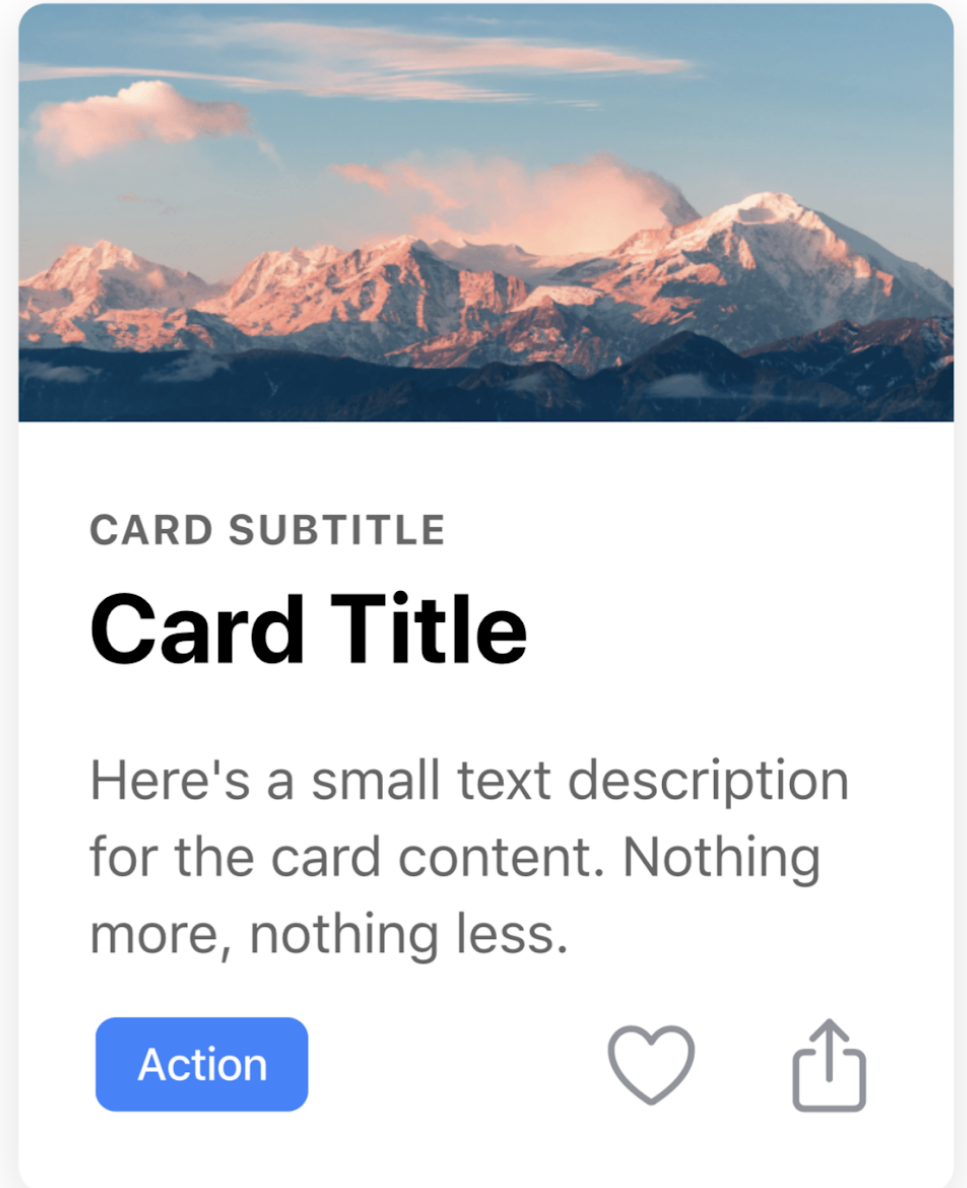 CARD SUBTITLE
Card Title
Here's a small text description
for the card content. Nothing
more, nothing less.
Action